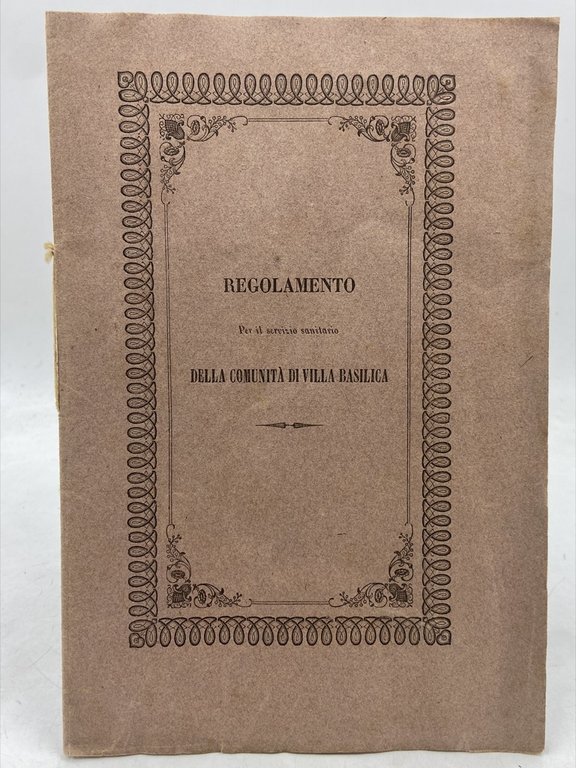 REGOLAMENTO
Per il servizio sanitario
DELLA COMUNITÀ DI VILLA BASILICA